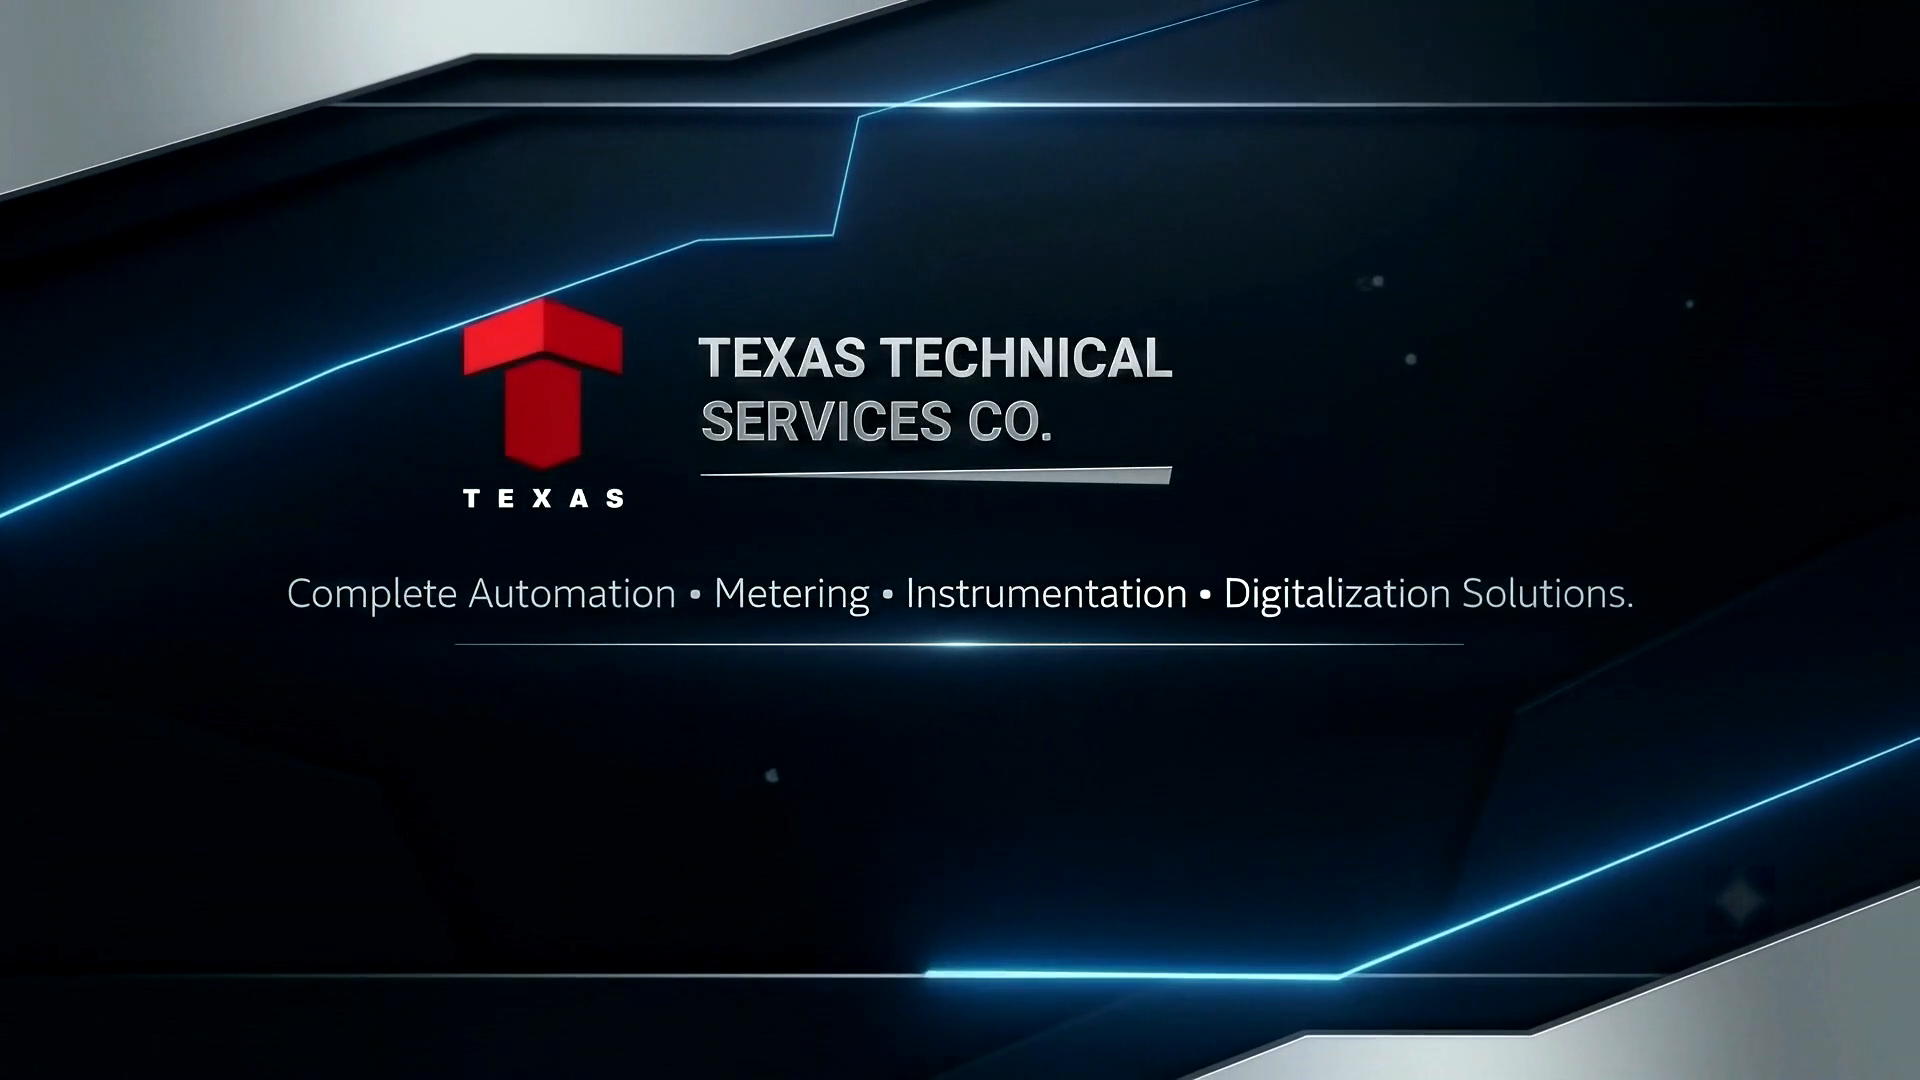 TEXAS TECHNICAL
SERVICES CO.
TEXAS
Complete Automation • Metering • Instrumentation • Digitalization Solutions.